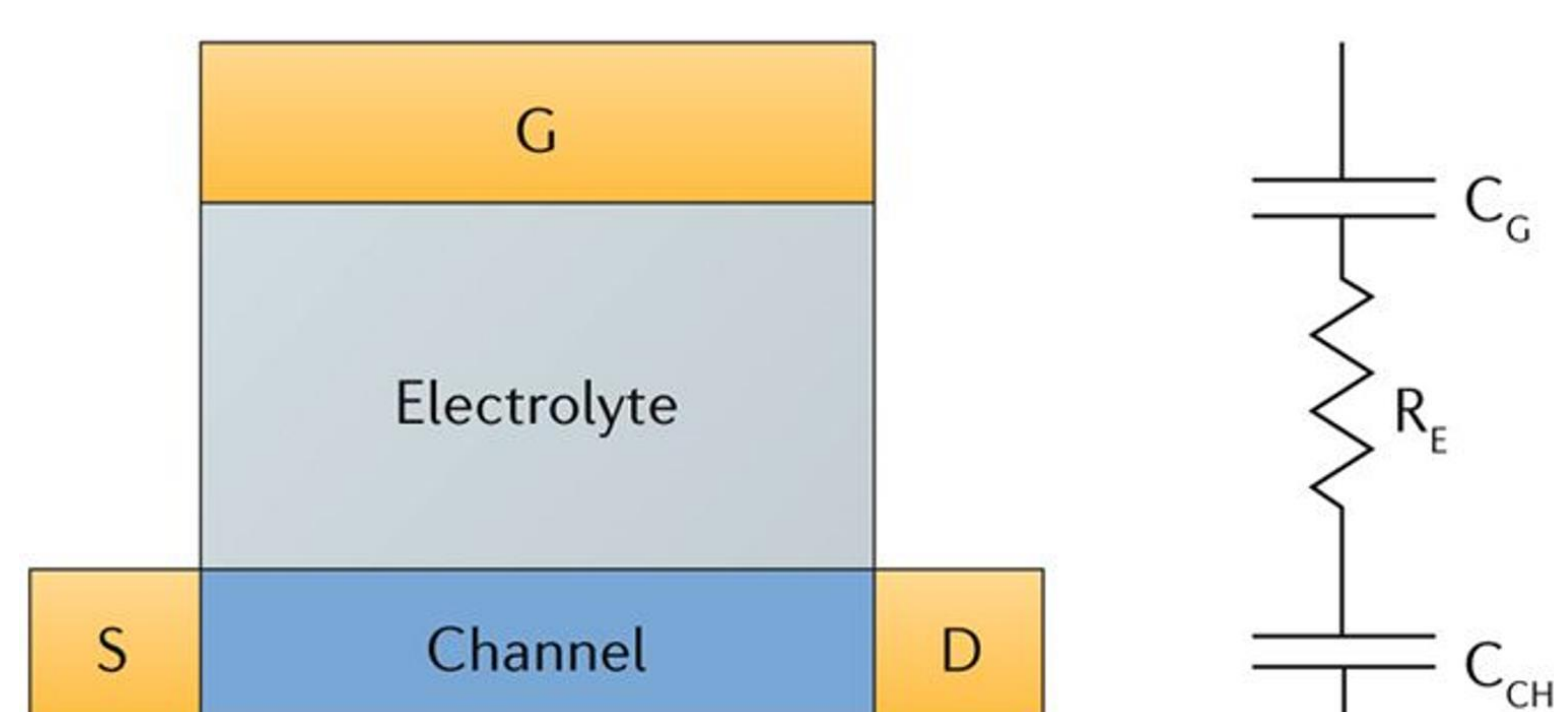 G
C_G
Electrolyte
R_E
S
Channel
D
C_CH